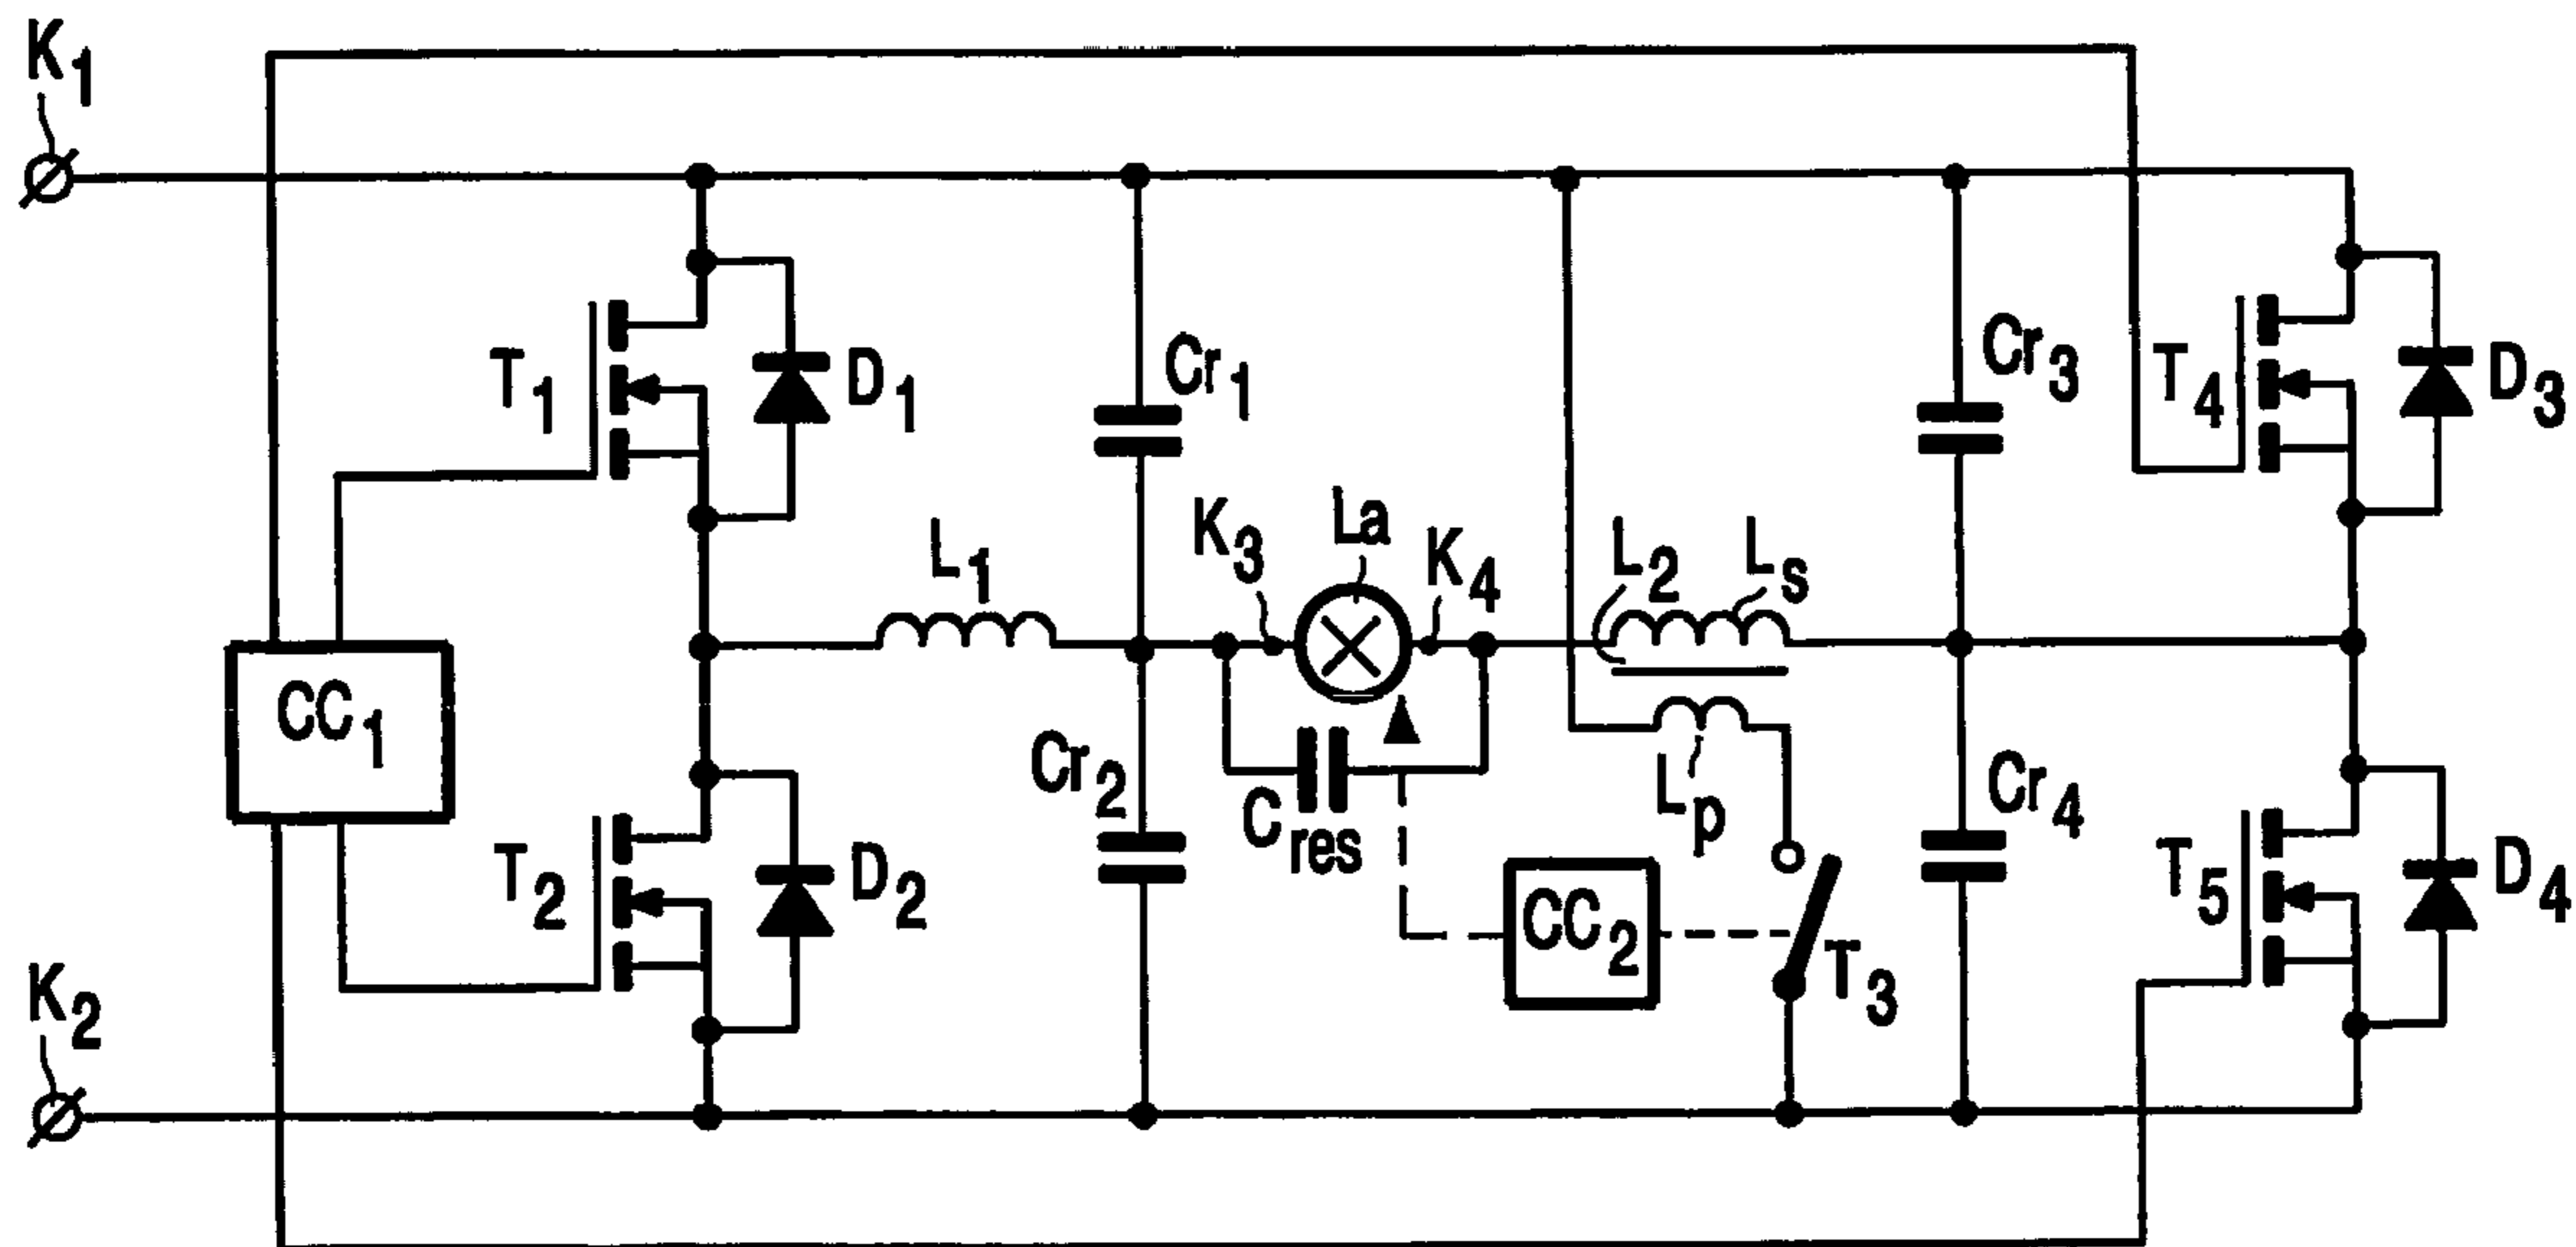 K1
T1
D1
Cr1
Cr3
T4
D3
L1
K3
La
K4
L2
Ls
CC1
Cr2
Cres
Lp
Cr4
T2
D2
CC2
T3
T5
D4
K2